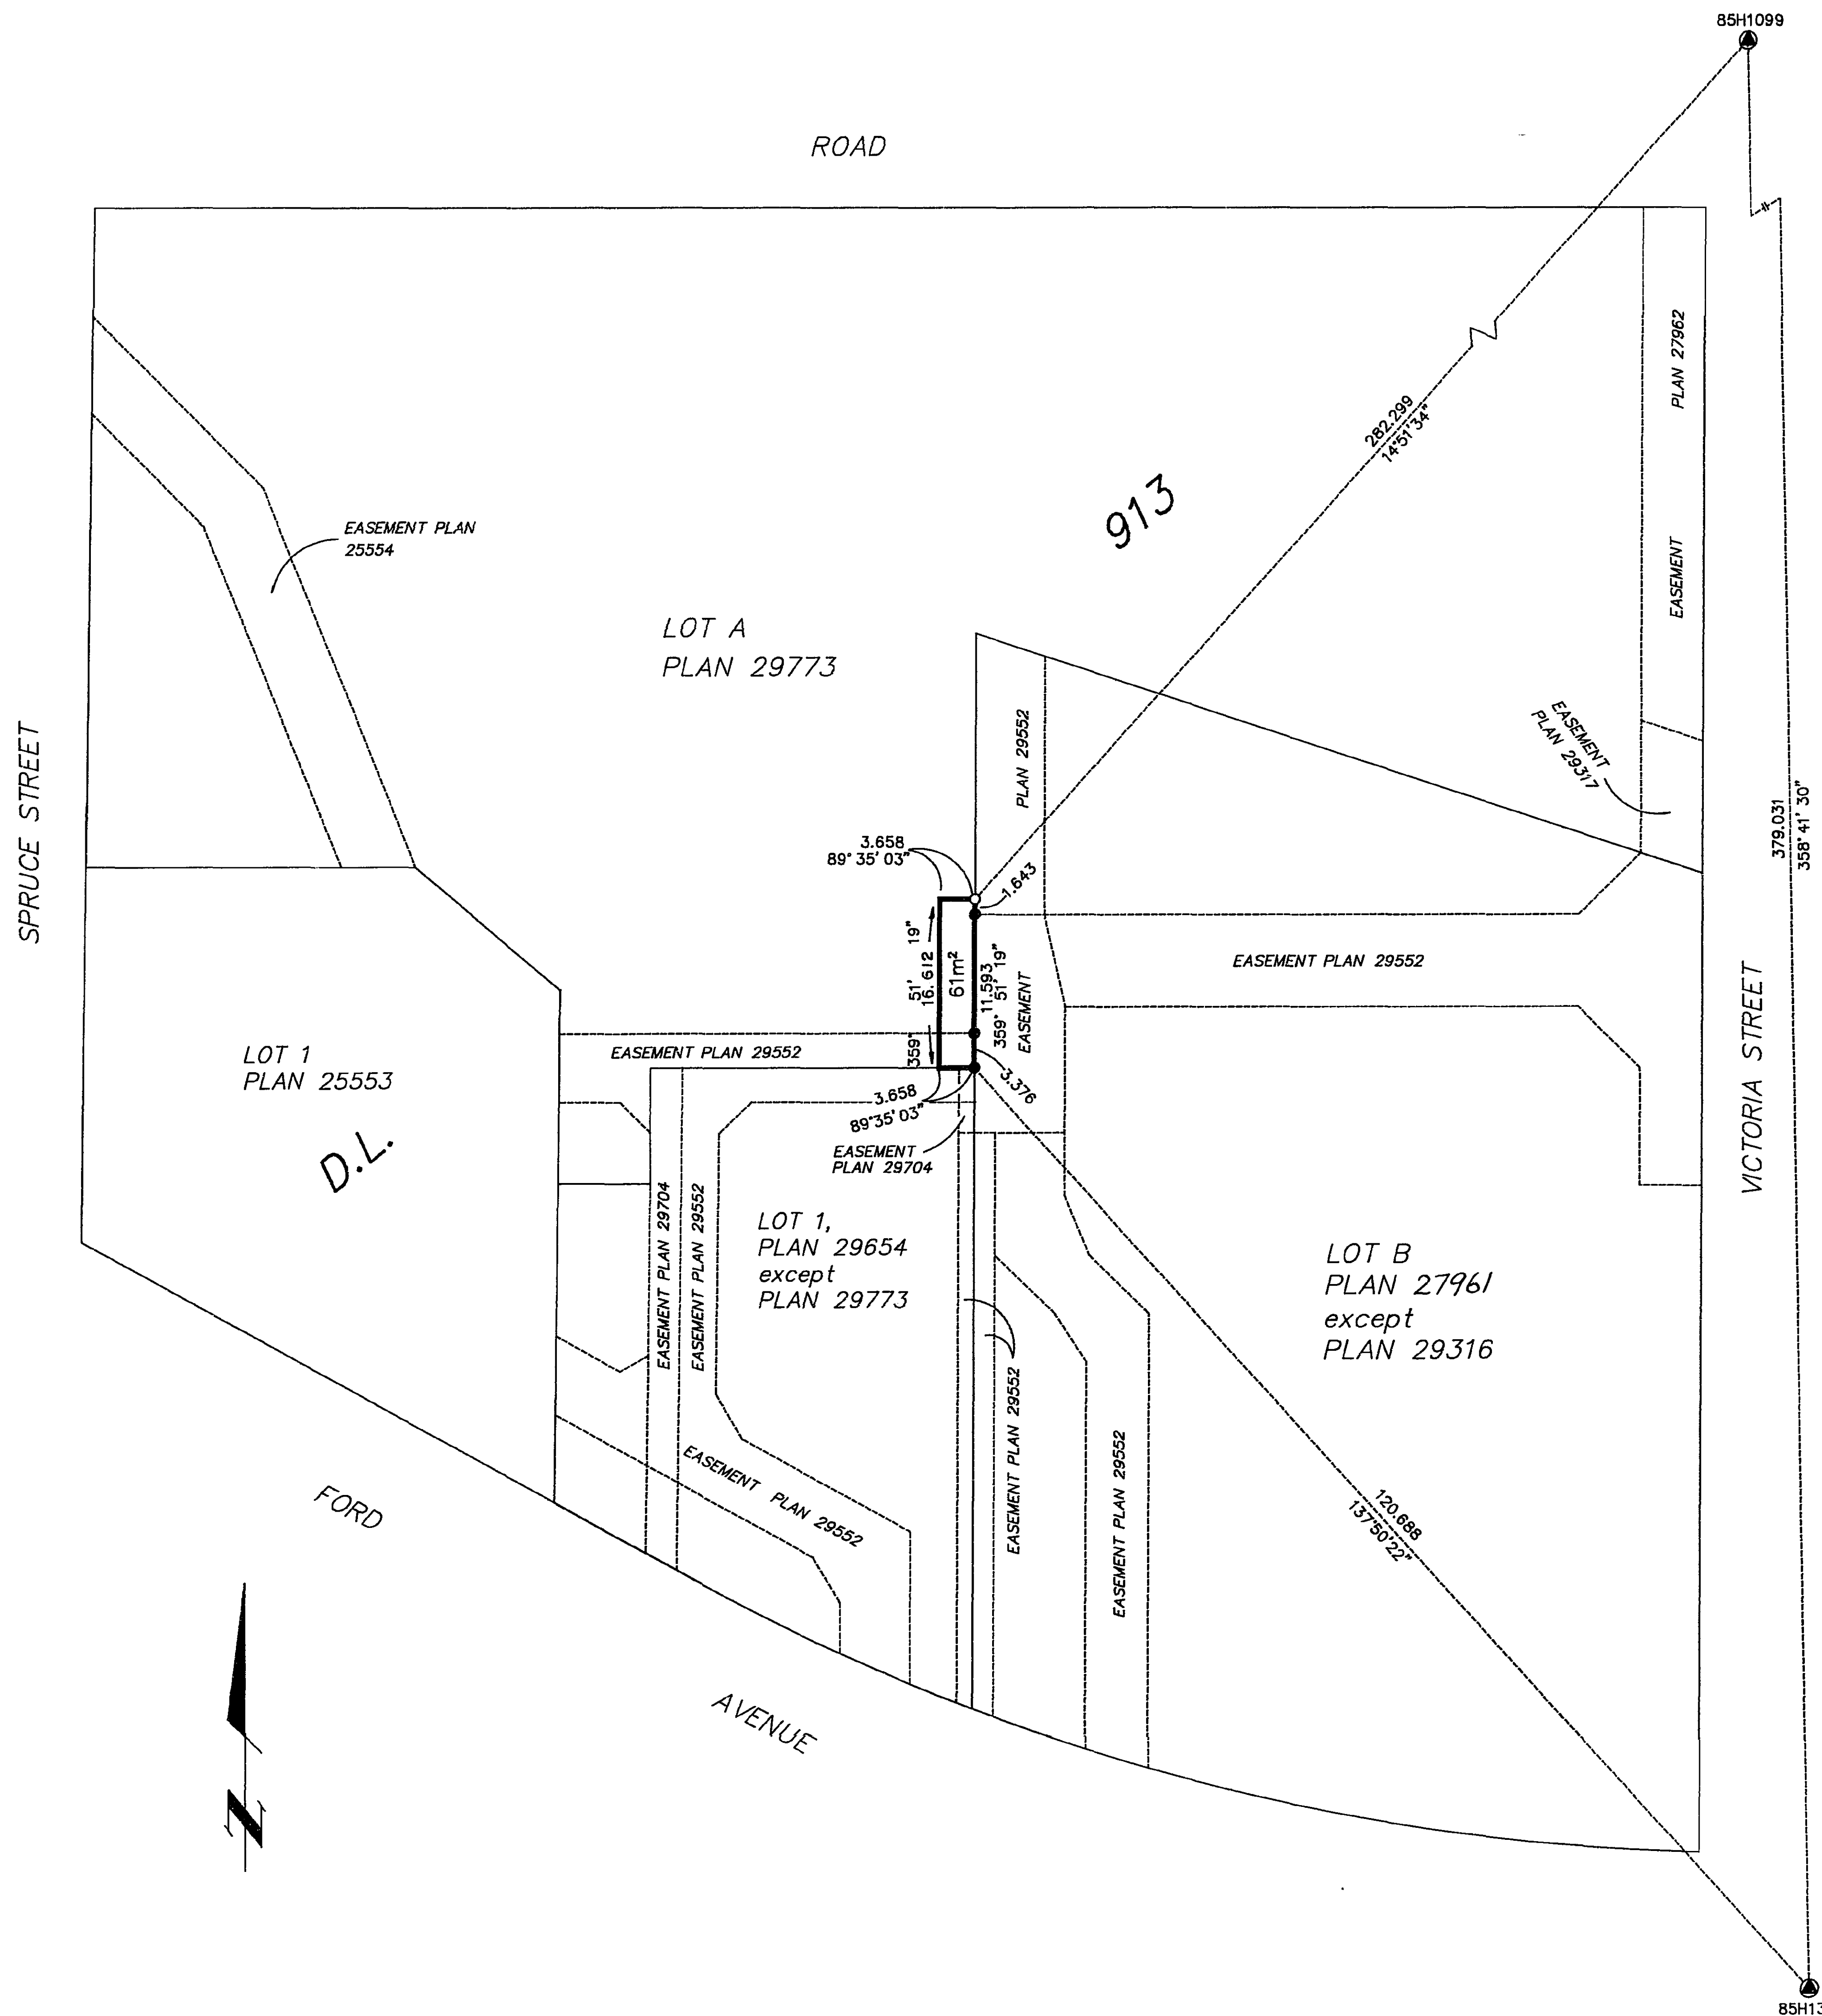 85H1099
ROAD
PLAN 27962
282.299
14°51'34"
913
EASEMENT PLAN
25554
EASEMENT
LOT A
PLAN 29773
PLAN 29552
EASEMENT
PLAN 29317
SPRUCE STREET
379.031
358° 41' 30"
3.658
89° 35' 03"
1.643
359° 51' 19"
16.612
61m²
11.593
359° 51' 19"
EASEMENT
EASEMENT PLAN 29552
VICTORIA STREET
LOT 1
PLAN 25553
EASEMENT PLAN 29552
3.376
3.658
89°35'03"
D.L.
EASEMENT
PLAN 29704
EASEMENT PLAN 29704
EASEMENT PLAN 29552
LOT 1,
PLAN 29654
except
PLAN 29773
LOT B
PLAN 27961
except
PLAN 29316
EASEMENT PLAN 29552
EASEMENT PLAN 29552
EASEMENT PLAN 29552
120.688
137°50'22"
FORD
AVENUE
N
85H13